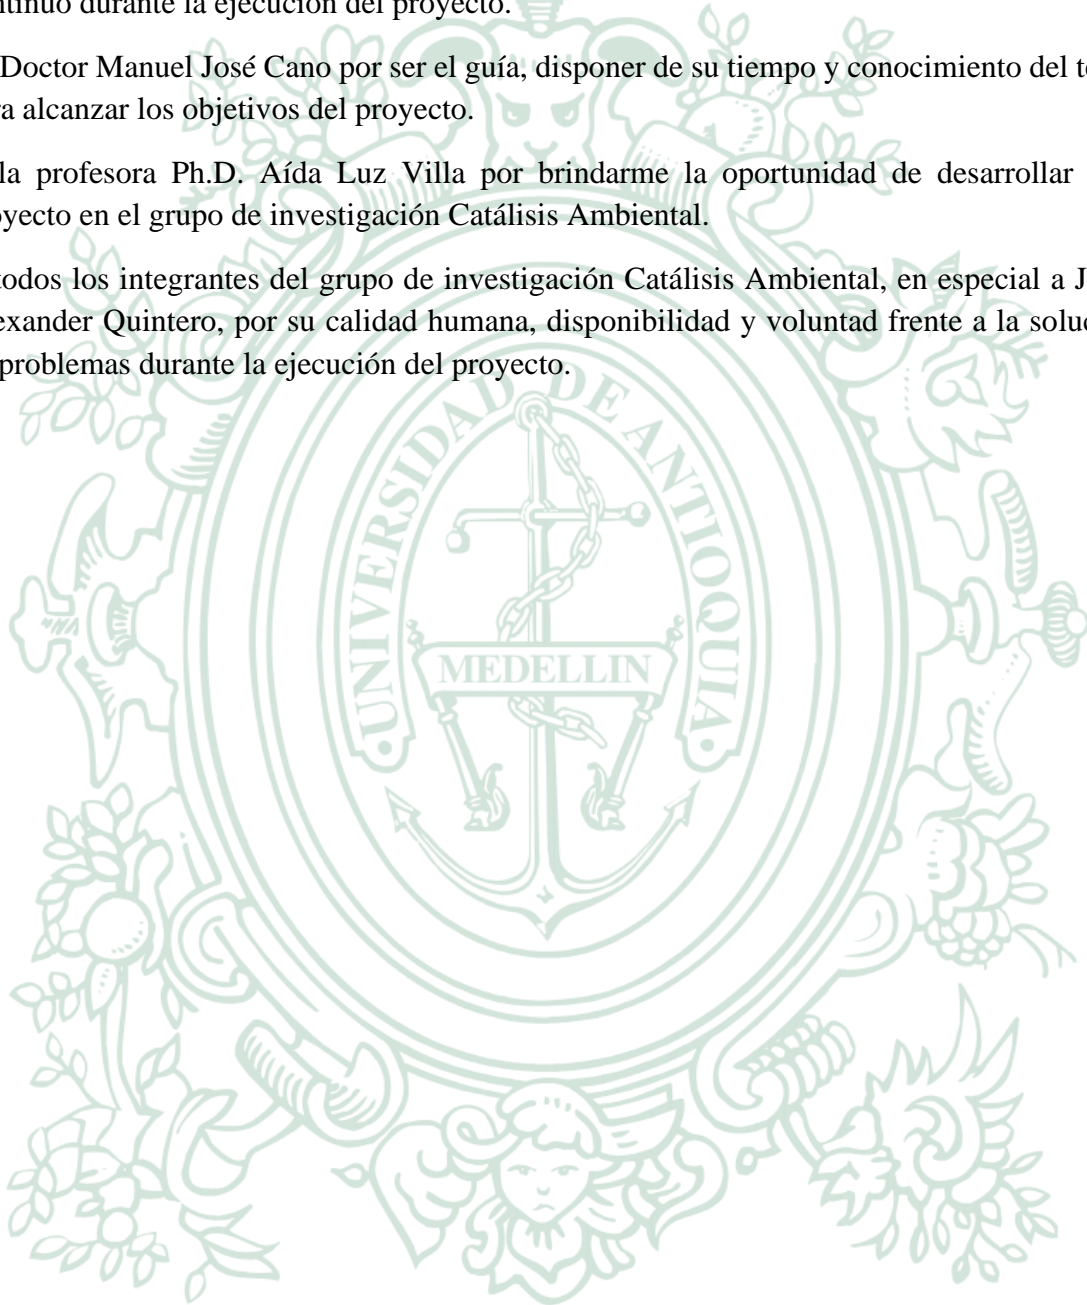 ntinuo durante la ejecución del proyecto.
Doctor Manuel José Cano por ser el guía, disponer de su tiempo y conocimiento del t
a alcanzar los objetivos del proyecto.
la profesora Ph.D. Aída Luz Villa por brindarme la oportunidad de desarrollar
oyecto en el grupo de investigación Catálisis Ambiental.
todos los integrantes del grupo de investigación Catálisis Ambiental, en especial a J
exander Quintero, por su calidad humana, disponibilidad y voluntad frente a la soluc
problemas durante la ejecución del proyecto.
UNIVERSIDAD DE ANTIOQUIA
MEDELLIN